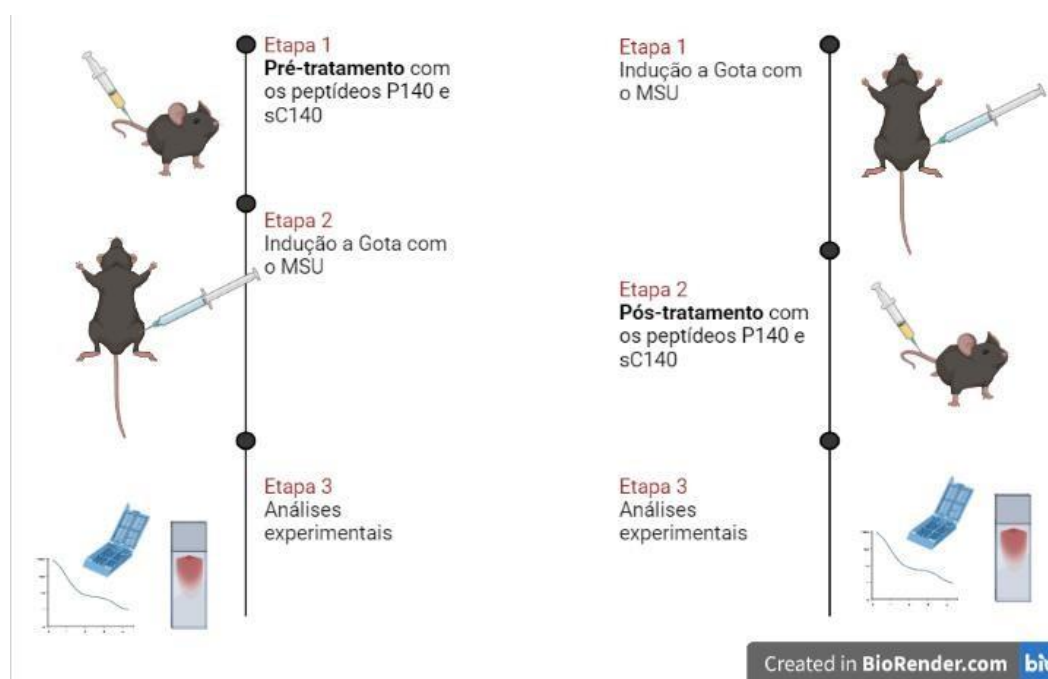 Etapa 1
Pré-tratamento com
os peptídeos P140 e
sC140
Etapa 2
Indução a Gota com
o MSU
Etapa 3
Análises
experimentais
Etapa 1
Indução a Gota com
o MSU
Etapa 2
Pós-tratamento com
os peptídeos P140 e
sC140
Etapa 3
Análises
experimentais
Created in BioRender.com